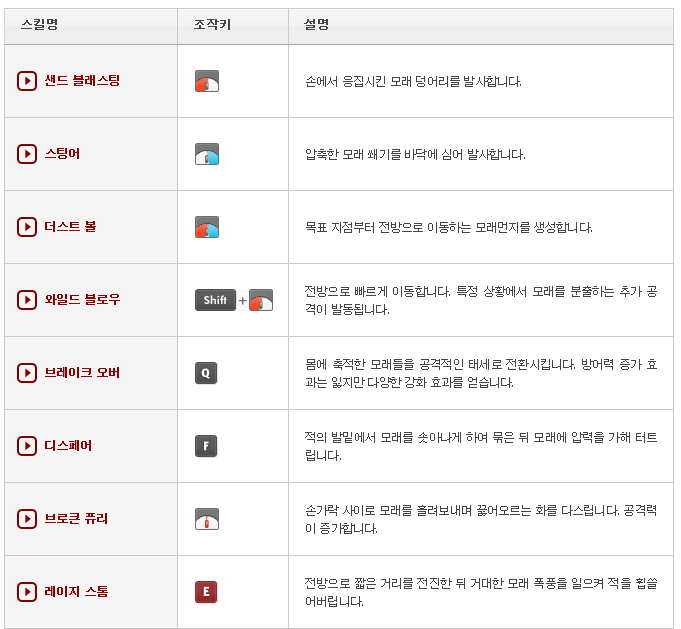 스킬명 조작키 설명
샌드 블래스팅 손에서 응집시킨 모래 덩어리를 발사합니다.
스팅어 압축한 모래 쐐기를 바닥에 심어 발사합니다.
더스트 볼 목표 지점부터 전방으로 이동하는 모래먼지를 생성합니다.
와일드 블로우 Shift + 전방으로 빠르게 이동합니다. 특정 상황에서 모래를 분출하는 추가 공
격이 발동됩니다.
브레이크 오버 Q 몸에 축적한 모래들을 공격적인 태세로 전환시킵니다. 방어력 증가 효
과는 잃지만 다양한 강화 효과를 얻습니다.
디스페어 F 적의 발밑에서 모래를 솟아나게 하여 묶은 뒤 모래에 압력을 가해 터트
립니다.
브로큰 퓨리 손가락 사이로 모래를 흘려보내며 끓어오르는 화를 다스립니다. 공격력
이 증가합니다.
레이지 스톰 E 전방으로 짧은 거리를 전진한 뒤 거대한 모래 폭풍을 일으켜 적을 휩쓸
어버립니다.